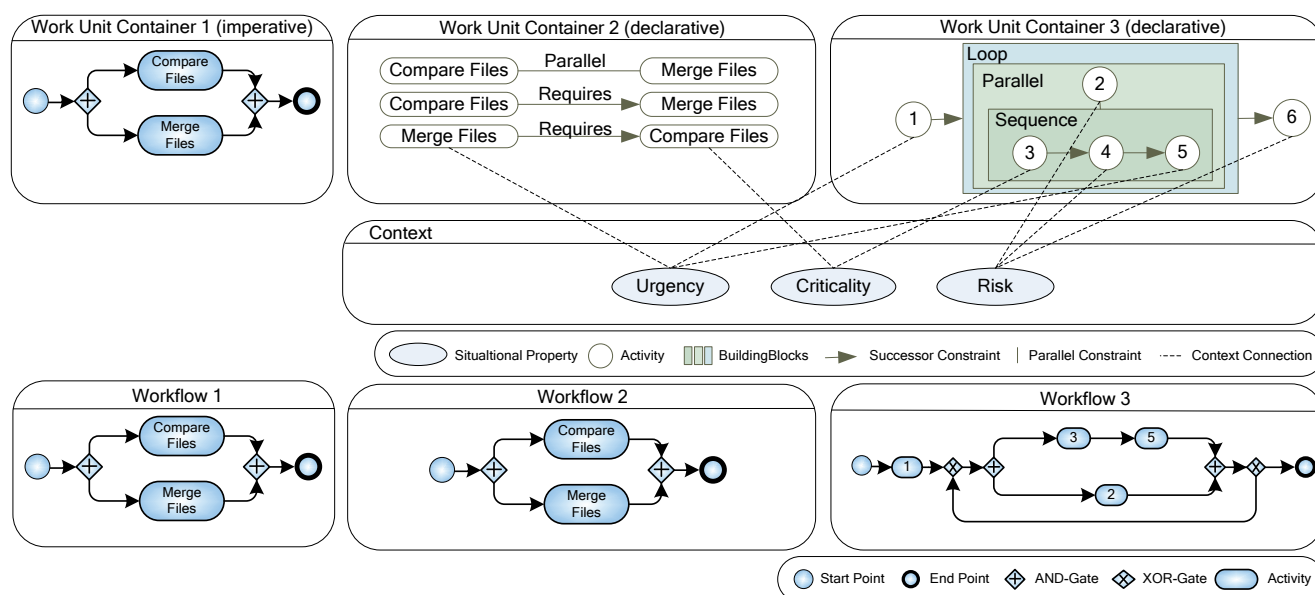 Work Unit Container 1 (imperative)
Compare
Files
Merge
Files
Work Unit Container 2 (declarative)
Compare Files Parallel Merge Files
Compare Files Requires Merge Files
Merge Files Requires Compare Files
Work Unit Container 3 (declarative)
Loop
Parallel
2
Sequence
1
3 4 5
6
Context
Urgency Criticality Risk
Situaltional Property Activity BuildingBlocks Successor Constraint Parallel Constraint Context Connection
Workflow 1
Compare
Files
Merge
Files
Workflow 2
Compare
Files
Merge
Files
Workflow 3
3 5
1
2
Start Point End Point AND-Gate XOR-Gate Activity